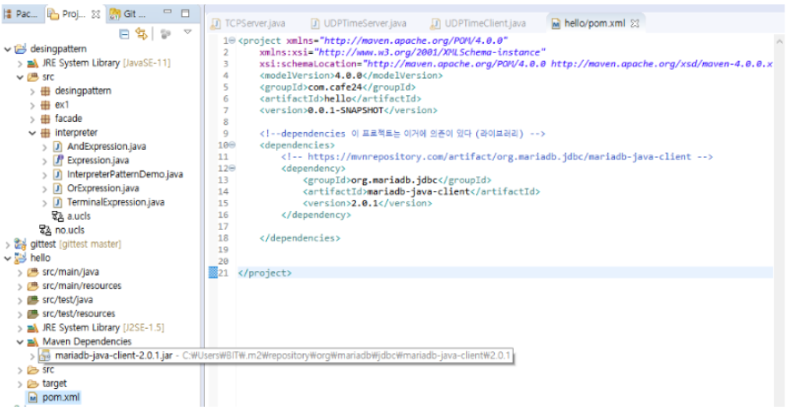 Pac...
Proj...
Git ...
desingpattern
JRE System Library [JavaSE-11]
src
desingpattern
ex1
facade
interpreter
AndExpression.java
Expression.java
InterpreterPatternDemo.java
OrExpression.java
TerminalExpression.java
a.ucls
no.ucls
gittest [gittest master]
hello
src/main/java
src/main/resources
src/test/java
src/test/resources
JRE System Library [J2SE-1.5]
Maven Dependencies
mariadb-java-client-2.0.1.jar - C:₩Users₩BIT₩.m2₩repository₩org₩mariadb₩jdbc₩mariadb-java-client₩2.0.1
src
target
pom.xml
TCPServer.java
UDPTimeServer.java
UDPTimeClient.java
hello/pom.xml
1 <project xmlns="http://maven.apache.org/POM/4.0.0"
2 xmlns:xsi="http://www.w3.org/2001/XMLSchema-instance"
3 xsi:schemaLocation="http://maven.apache.org/POM/4.0.0 http://maven.apache.org/xsd/maven-4.0.0.x
4 <modelVersion>4.0.0</modelVersion>
5 <groupId>com.cafe24</groupId>
6 <artifactId>hello</artifactId>
7 <version>0.0.1-SNAPSHOT</version>
8
9 <!--dependencies 이 프로젝트는 이거에 의존이 있다 (라이브러리) -->
10 <dependencies>
11 <!-- https://mvnrepository.com/artifact/org.mariadb.jdbc/mariadb-java-client -->
12 <dependency>
13 <groupId>org.mariadb.jdbc</groupId>
14 <artifactId>mariadb-java-client</artifactId>
15 <version>2.0.1</version>
16 </dependency>
17
18 </dependencies>
19
20
21 </project>